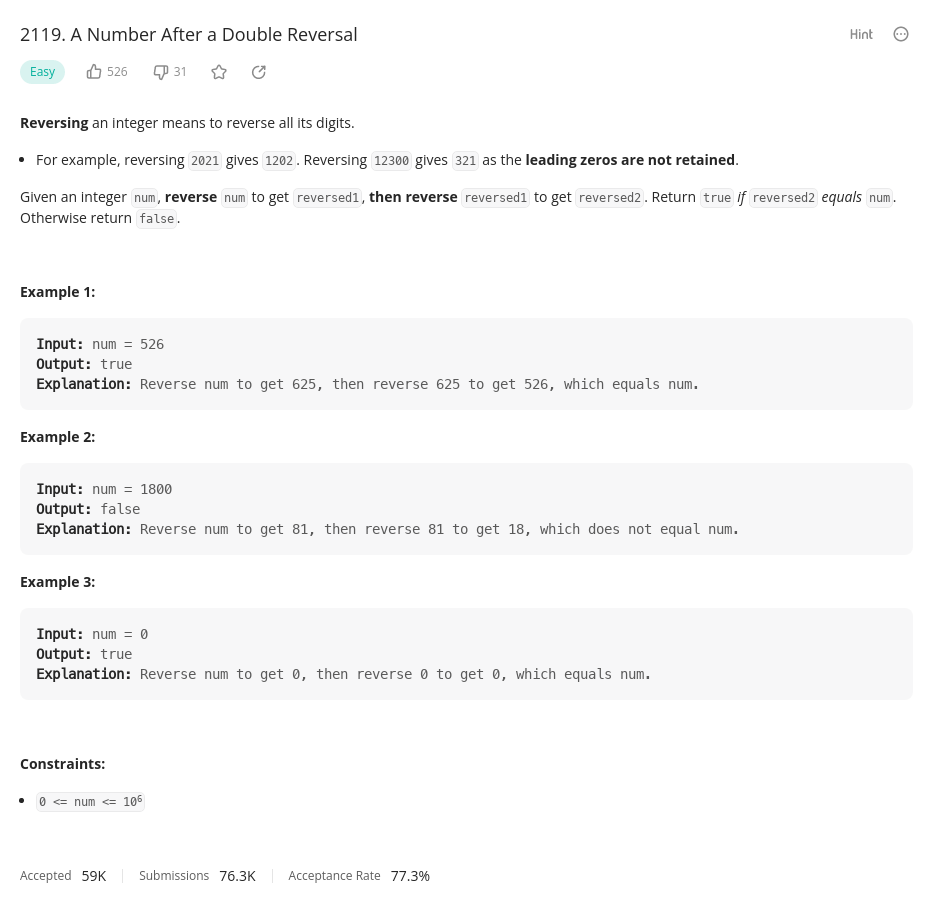 2119. A Number After a Double Reversal
Hint
Easy
526
31
Reversing an integer means to reverse all its digits.
• For example, reversing 2021 gives 1202. Reversing 12300 gives 321 as the leading zeros are not retained.
Given an integer num, reverse num to get reversed1, then reverse reversed1 to get reversed2. Return true if reversed2 equals num.
Otherwise return false.
Example 1:
Input: num = 526
Output: true
Explanation: Reverse num to get 625, then reverse 625 to get 526, which equals num.
Example 2:
Input: num = 1800
Output: false
Explanation: Reverse num to get 81, then reverse 81 to get 18, which does not equal num.
Example 3:
Input: num = 0
Output: true
Explanation: Reverse num to get 0, then reverse 0 to get 0, which equals num.
Constraints:
• 0 <= num <= 10⁶
Accepted 59K Submissions 76.3K Acceptance Rate 77.3%